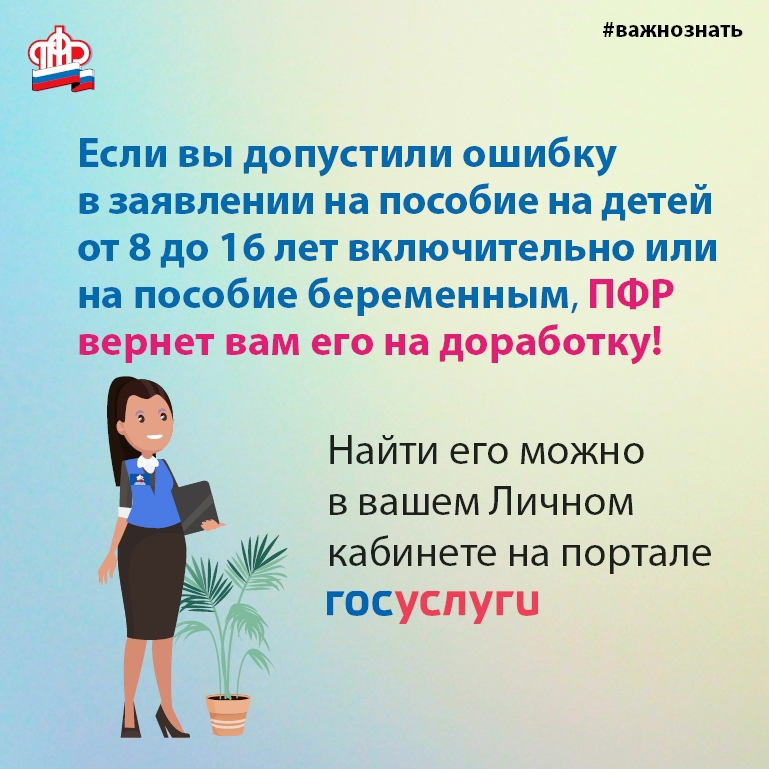 ПФР
#важнознать
Если вы допустили ошибку
в заявлении на пособие на детей
от 8 до 16 лет включительно или
на пособие беременным, ПФР
вернет вам его на доработку!
Найти его можно
в вашем Личном
кабинете на портале
госуслуги